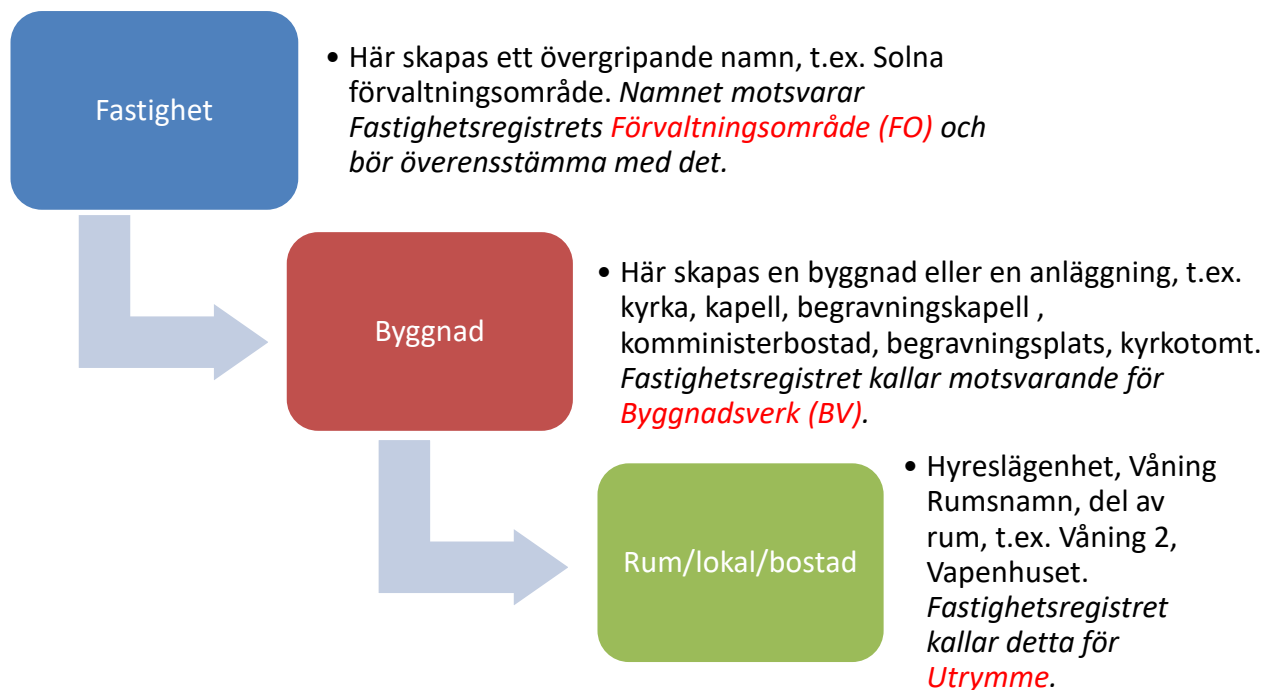 Fastighet
• Här skapas ett övergripande namn, t.ex. Solna
förvaltningsområde. Namnet motsvarar
Fastighetsregistrets Förvaltningsområde (FO) och
bör överensstämma med det.
Byggnad
• Här skapas en byggnad eller en anläggning, t.ex.
kyrka, kapell, begravningskapell ,
komministerbostad, begravningsplats, kyrkotomt.
Fastighetsregistret kallar motsvarande för
Byggnadsverk (BV).
Rum/lokal/bostad
• Hyreslägenhet, Våning
Rumsnamn, del av
rum, t.ex. Våning 2,
Vapenhuset.
Fastighetsregistret
kallar detta för
Utrymme.